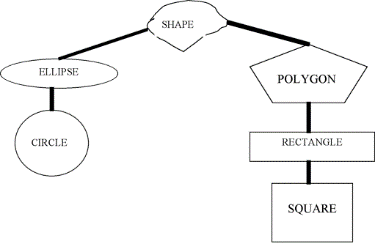 SHAPE
ELLIPSE
POLYGON
CIRCLE
RECTANGLE
SQUARE